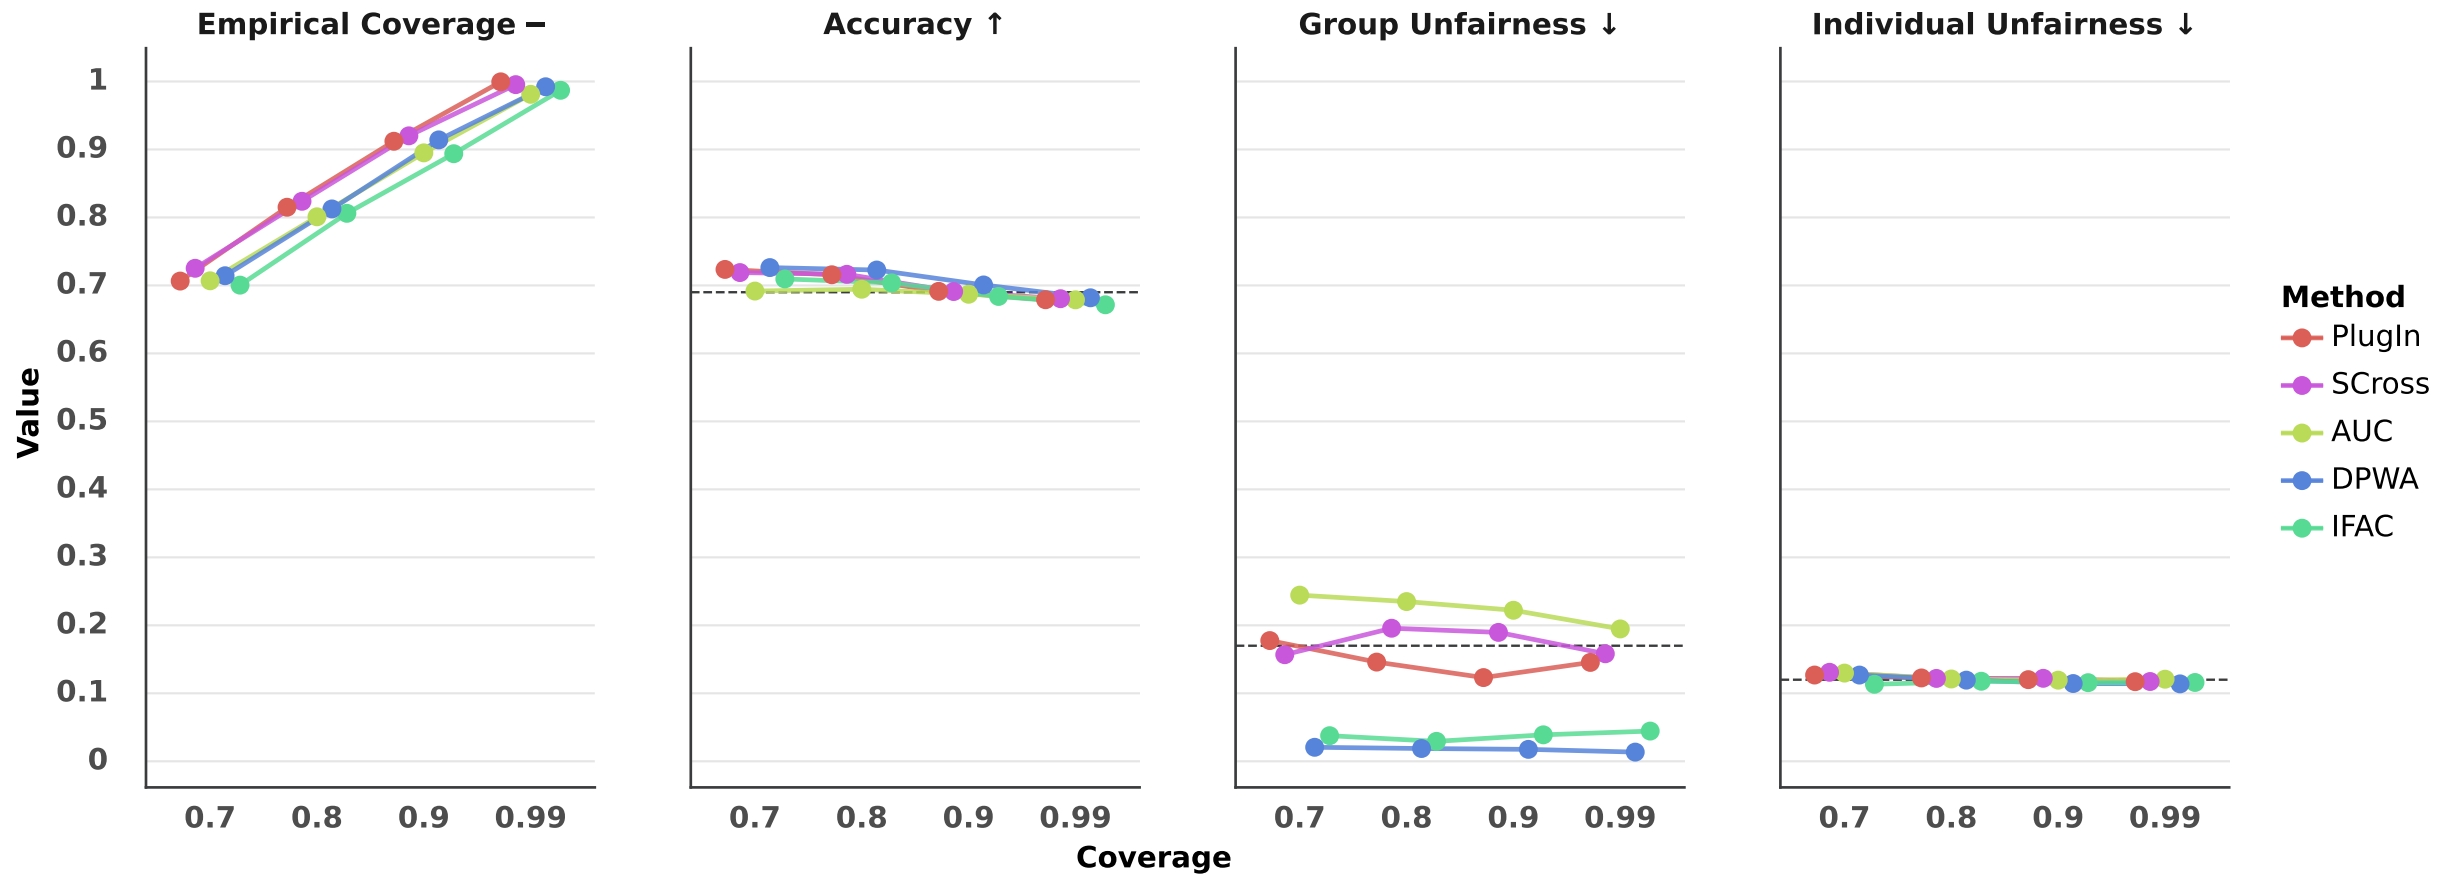 Empirical Coverage −
Accuracy ↑
Group Unfairness ↓
Individual Unfairness ↓
Value
1
0.9
0.8
0.7
0.6
0.5
0.4
0.3
0.2
0.1
0
0.7 0.8 0.9 0.99
0.7 0.8 0.9 0.99
0.7 0.8 0.9 0.99
0.7 0.8 0.9 0.99
Coverage
Method
PlugIn
SCross
AUC
DPWA
IFAC